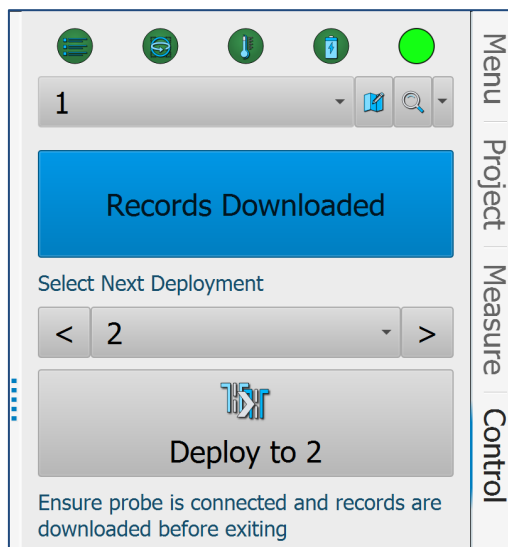 1
Records Downloaded
Select Next Deployment
< 2 >
Deploy to 2
Ensure probe is connected and records are
downloaded before exiting
Menu
Project
Measure
Control